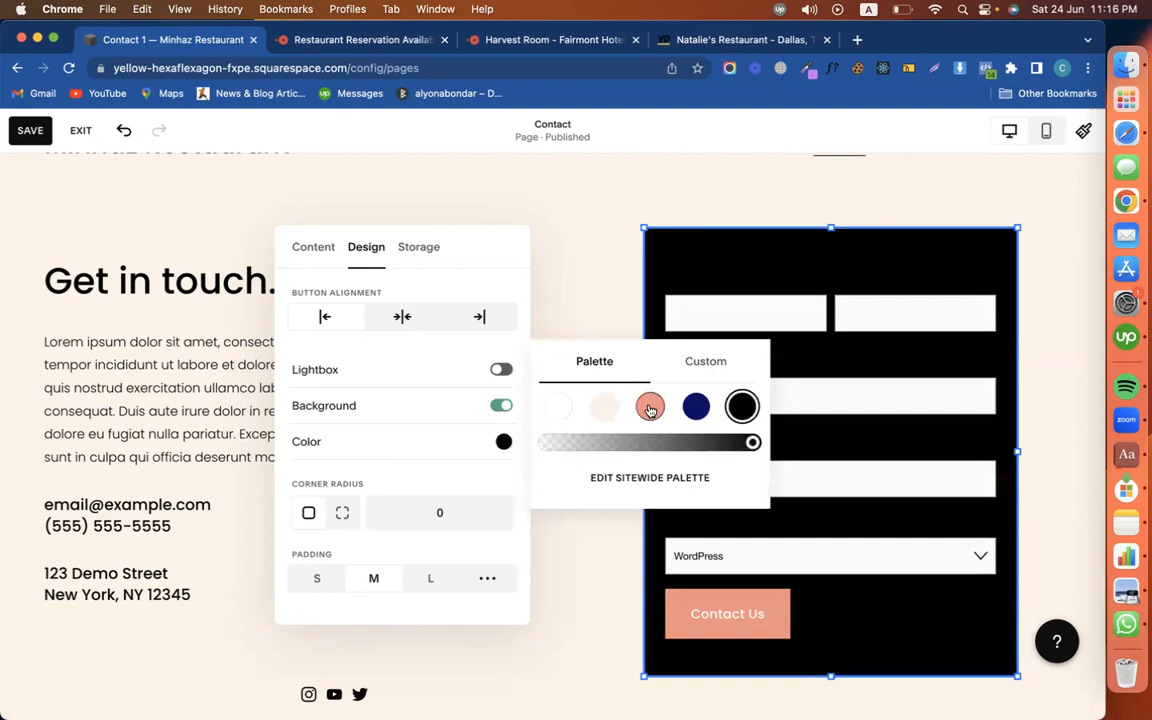 Chrome File Edit View History Bookmarks Profiles Tab Window Help
A Sat 24 Jun 11:16 PM
Contact 1 — Minhaz Restaurant
Restaurant Reservation Availa
Harvest Room - Fairmont Hote
Natalie's Restaurant - Dallas, T
yellow-hexaflexagon-fxpe.squarespace.com/config/pages
Gmail YouTube Maps News & Blog Artic... Messages alyonabondar – D... Other Bookmarks
SAVE EXIT
Contact
Page · Published
Get in touch.
Lorem ipsum dolor sit amet, consect
tempor incididunt ut labore et dolore
quis nostrud exercitation ullamco lab
consequat. Duis aute irure dolor in re
dolore eu fugiat nulla pariatur. Excep
sunt in culpa qui officia deserunt mo
email@example.com
(555) 555-5555
123 Demo Street
New York, NY 12345
Content Design Storage
BUTTON ALIGNMENT
Lightbox
Background
Color
CORNER RADIUS
0
PADDING
S M L
Palette Custom
EDIT SITEWIDE PALETTE
WordPress
Contact Us
?